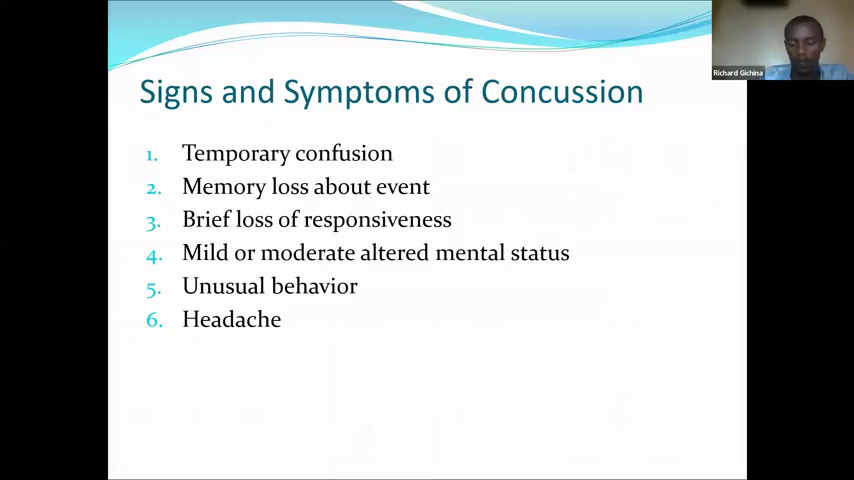 Richard Gichina
Signs and Symptoms of Concussion
1. Temporary confusion
2. Memory loss about event
3. Brief loss of responsiveness
4. Mild or moderate altered mental status
5. Unusual behavior
6. Headache